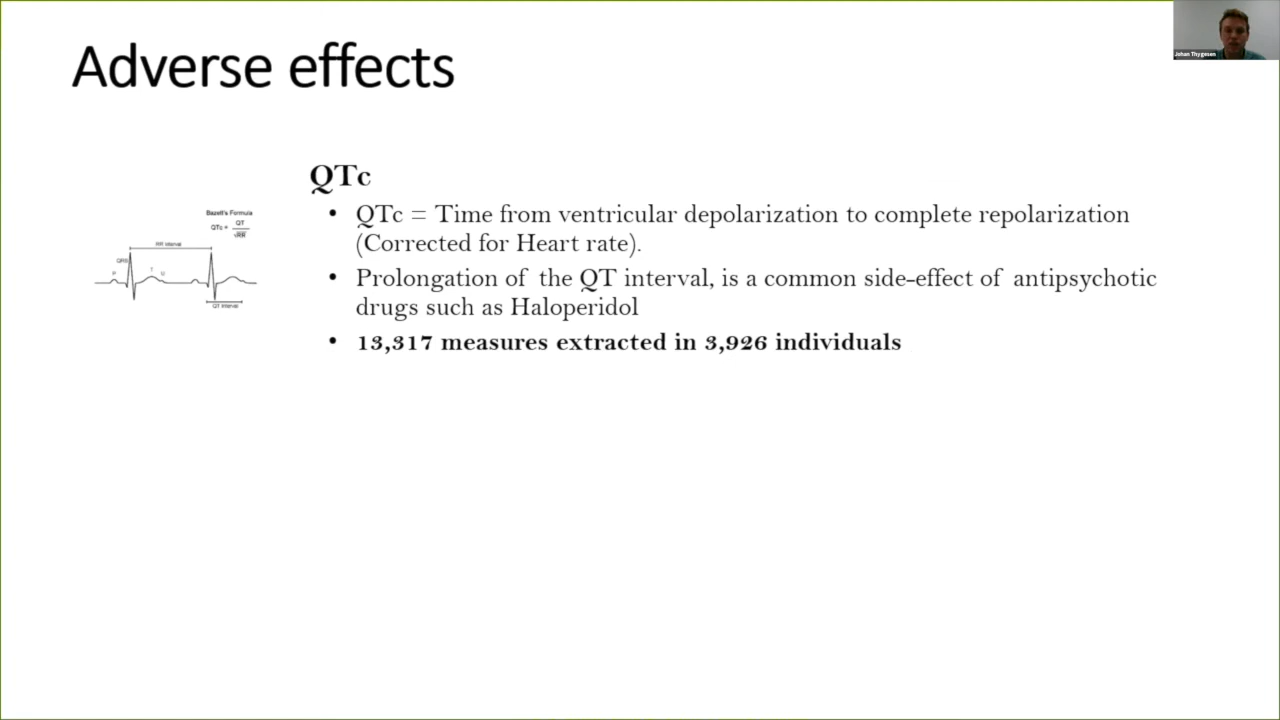 Adverse effects
Johan Thygesen
QTc
• QTc = Time from ventricular depolarization to complete repolarization
(Corrected for Heart rate).
• Prolongation of the QT interval, is a common side-effect of antipsychotic
drugs such as Haloperidol
• 13,317 measures extracted in 3,926 individuals
Bazett's Formula
QTc = QT
√RR
RR Interval
QRS
P
T
U
QT Interval